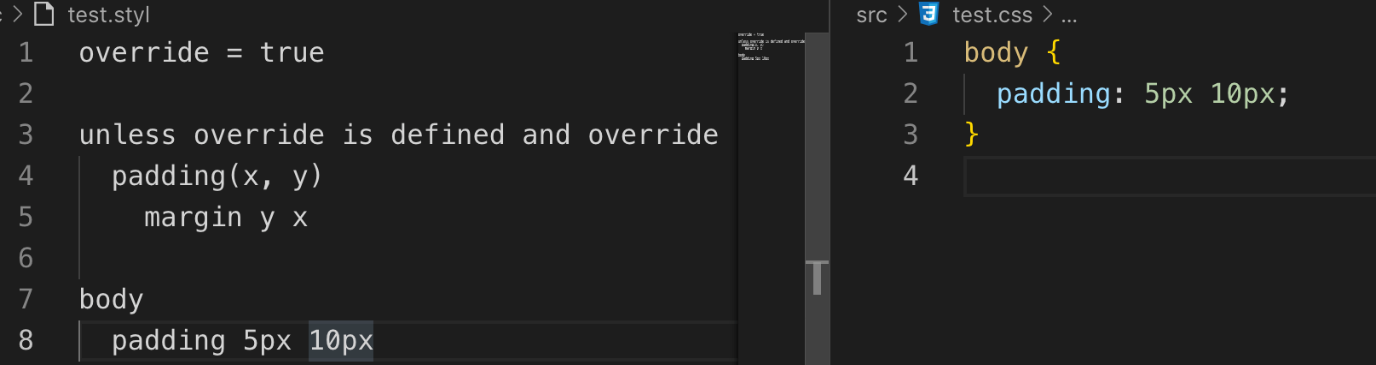 c > test.styl
1 override = true
2
3 unless override is defined and override
4 padding(x, y)
5 margin y x
6
7 body
8 padding 5px 10px
src > test.css > ...
1 body {
2 padding: 5px 10px;
3 }
4